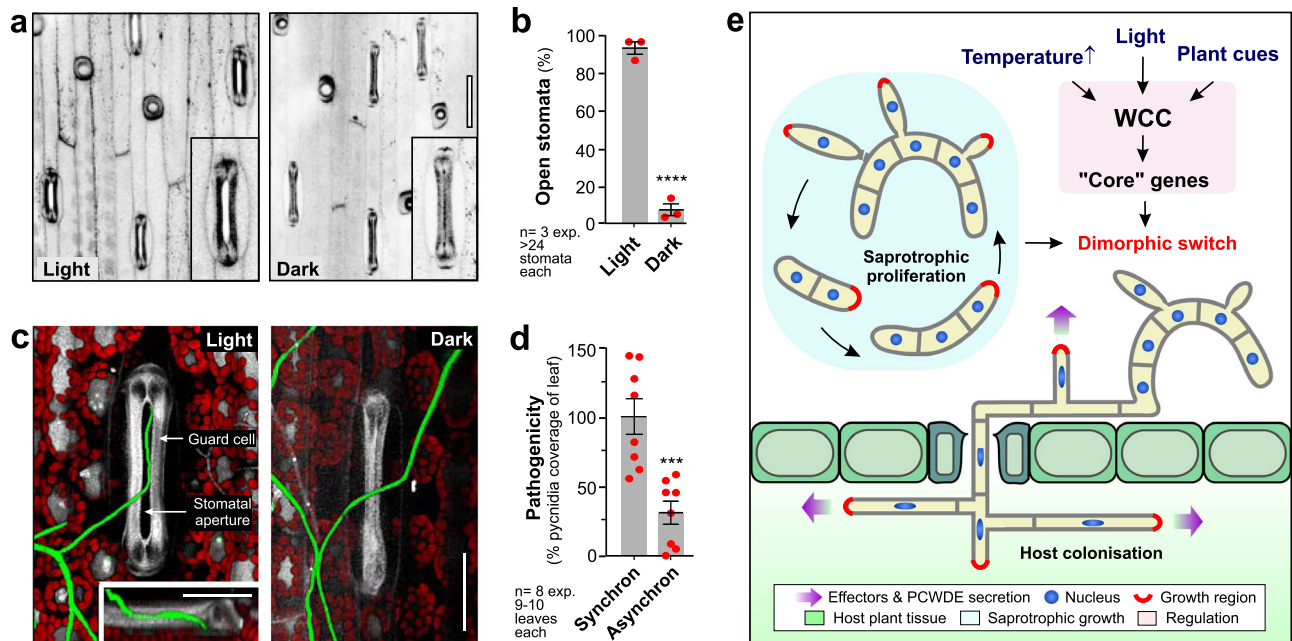 a
Light
Dark
b
Open stomata (%)
100
80
60
40
20
0
****
n= 3 exp.
>24
stomata
each
Light
Dark
c
Light
Guard cell
Stomatal
aperture
Dark
d
Pathogenicity
(% pycnidia coverage of leaf)
150
100
50
0
***
n= 8 exp.
9-10
leaves
each
Synchron
Asynchron
e
Light
Temperature↑
Plant cues
WCC
"Core" genes
Dimorphic switch
Saprotrophic
proliferation
Host colonisation
Effectors & PCWDE secretion
Nucleus
Growth region
Host plant tissue
Saprotrophic growth
Regulation